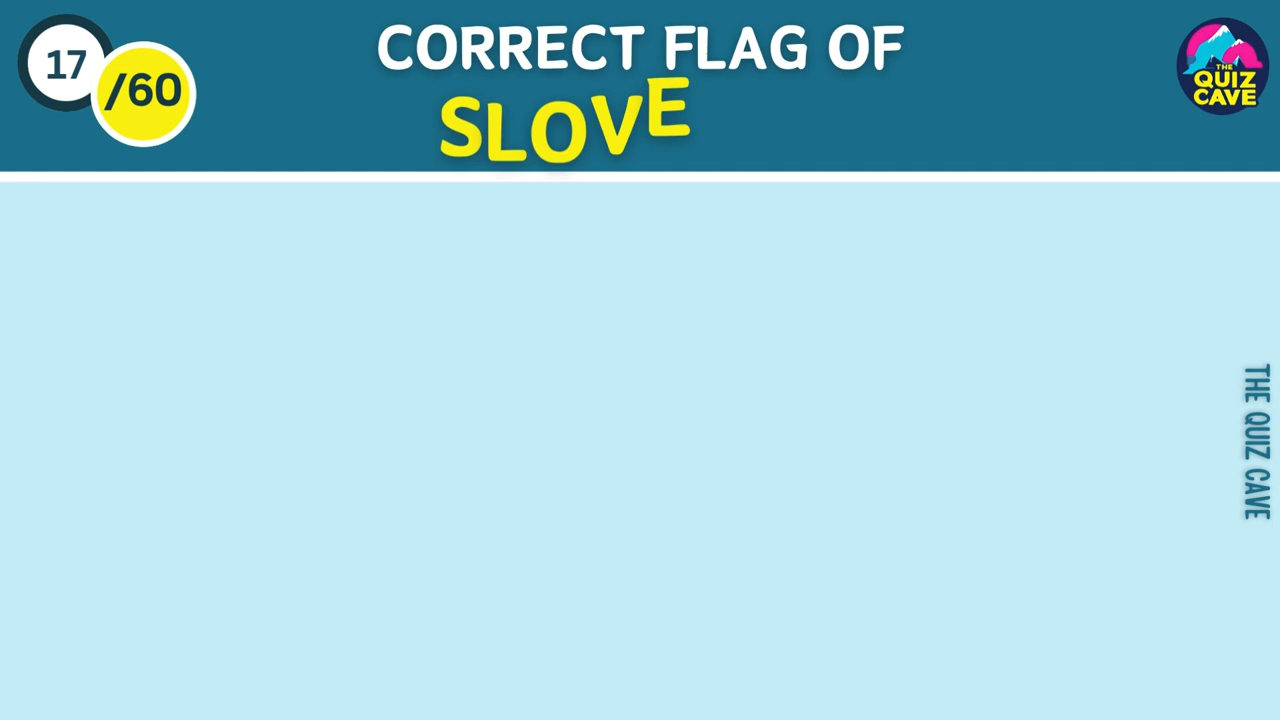 17
/60
CORRECT FLAG OF
SLOVE
THE
QUIZ
CAVE
THE QUIZ CAVE